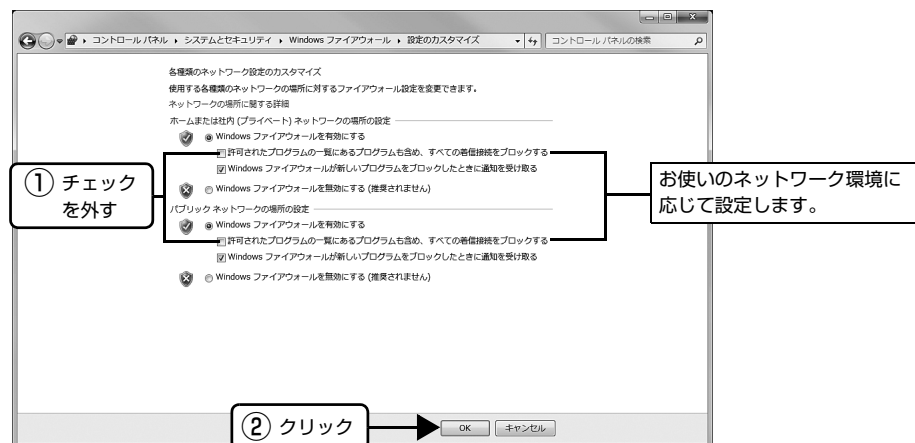 コントロール パネル ▸ システムとセキュリティ ▸ Windows ファイアウォール ▸ 設定のカスタマイズ
コントロール パネルの検索
各種類のネットワーク設定のカスタマイズ
使用する各種類のネットワークの場所に対するファイアウォール設定を変更できます。
ネットワークの場所に関する詳細
ホームまたは社内 (プライベート) ネットワークの場所の設定
Windows ファイアウォールを有効にする
許可されたプログラムの一覧にあるプログラムも含め、すべての着信接続をブロックする
Windows ファイアウォールが新しいプログラムをブロックしたときに通知を受け取る
Windows ファイアウォールを無効にする (推奨されません)
パブリック ネットワークの場所の設定
Windows ファイアウォールを有効にする
許可されたプログラムの一覧にあるプログラムも含め、すべての着信接続をブロックする
Windows ファイアウォールが新しいプログラムをブロックしたときに通知を受け取る
Windows ファイアウォールを無効にする (推奨されません)
① チェック
を外す
お使いのネットワーク環境に
応じて設定します。
② クリック
OK
キャンセル